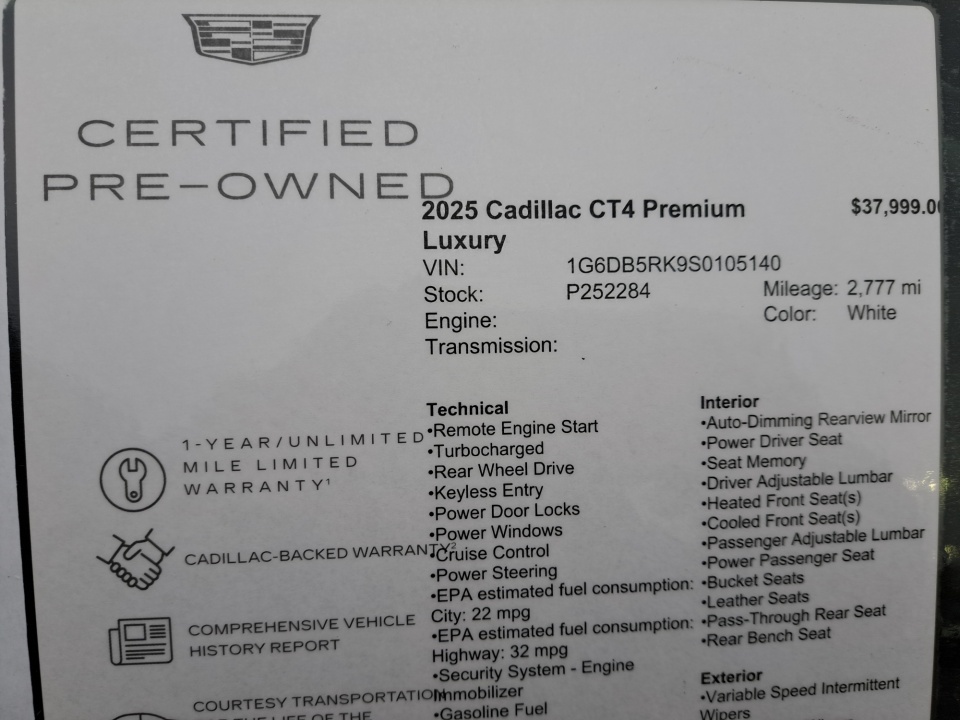 CERTIFIED
PRE-OWNED
2025 Cadillac CT4 Premium
Luxury
$37,999.0
VIN: 1G6DB5RK9S0105140
Stock: P252284
Mileage: 2,777 mi
Engine:
Color: White
Transmission:
1-YEAR/UNLIMITED
MILE LIMITED
WARRANTY¹
CADILLAC-BACKED WARRANTY²
COMPREHENSIVE VEHICLE
HISTORY REPORT
COURTESY TRANSPORTATION
THE LIFE OF THE
Technical
•Remote Engine Start
•Turbocharged
•Rear Wheel Drive
•Keyless Entry
•Power Door Locks
•Power Windows
•Cruise Control
•Power Steering
•EPA estimated fuel consumption:
City: 22 mpg
•EPA estimated fuel consumption:
Highway: 32 mpg
•Security System - Engine
Immobilizer
•Gasoline Fuel
Interior
•Auto-Dimming Rearview Mirror
•Power Driver Seat
•Seat Memory
•Driver Adjustable Lumbar
•Heated Front Seat(s)
•Cooled Front Seat(s)
•Passenger Adjustable Lumbar
•Power Passenger Seat
•Bucket Seats
•Leather Seats
•Pass-Through Rear Seat
•Rear Bench Seat
Exterior
•Variable Speed Intermittent
Wipers